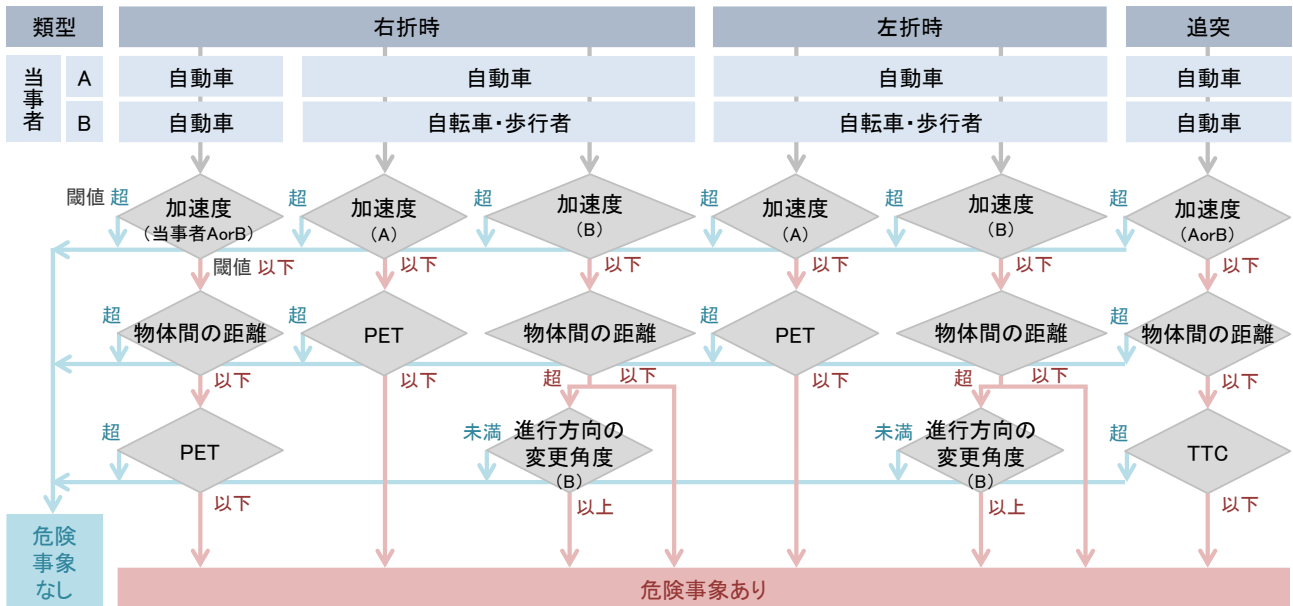 類型 右折時 左折時 追突
当事者 A 自動車 自動車 自動車 自動車
B 自動車 自転車・歩行者 自転車・歩行者 自動車
閾値 超 超 超 超 超 超
加速度 加速度 加速度 加速度 加速度 加速度
（当事者AorB） （A） （B） （A） （B） （AorB）
閾値 以下 以下 以下 以下 以下 以下
超 超 超 超
物体間の距離 PET 物体間の距離 PET 物体間の距離 物体間の距離
以下 以下 超 以下 以下 超 以下 以下
超 未満 未満 超
PET 進行方向の 進行方向の TTC
変更角度 変更角度
（B） （B）
以下 以上 以上 以下
危険
事象
なし
危険事象あり